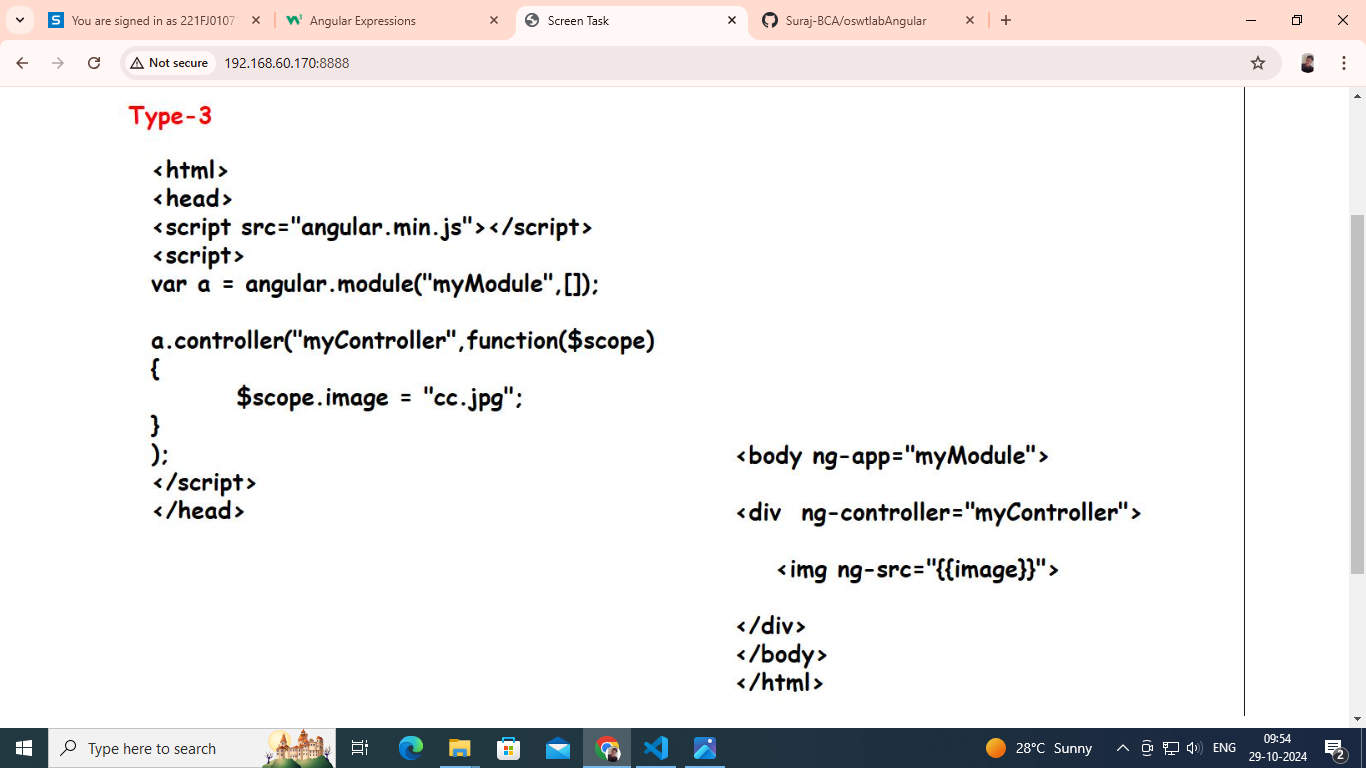 You are signed in as 221FJ0107
Angular Expressions
Screen Task
Suraj-BCA/oswtlabAngular
Not secure
192.168.60.170:8888
Type-3
<html>
<head>
<script src="angular.min.js"></script>
<script>
var a = angular.module("myModule",[]);
a.controller("myController",function($scope)
{
$scope.image = "cc.jpg";
}
);
</script>
</head>
<body ng-app="myModule">
<div ng-controller="myController">
<img ng-src="{{image}}">
</div>
</body>
</html>
Type here to search
28°C Sunny
ENG
09:54
29-10-2024
2